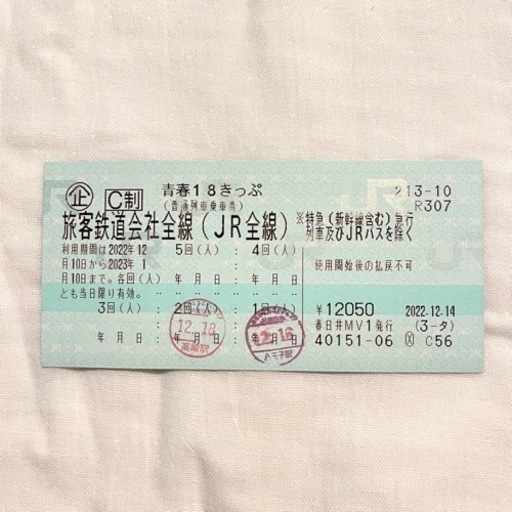 企 C制 青春18きっぷ 213-10
(普通列車乗車券) R307
旅客鉄道会社全線(JR全線) ※特急(新幹線含む)急行
列車及びJRバスを除く
利用期間は2022年12 5回(人) : 4回(人) :
月10日から2023年 1 使用開始後の払戻不可
月10日まで。各回(人) 年 月 日 : 年 月 日 :
とも当日限り有効。
3回(人) : 2回(人) : 1回(人) : ¥12050 2022.12.14
12.18 12.16
春日井MV1発行 (3-タ)
年 月 日 : 年 月 日 : 年 月 日 : 40151-06 C56
八王子駅